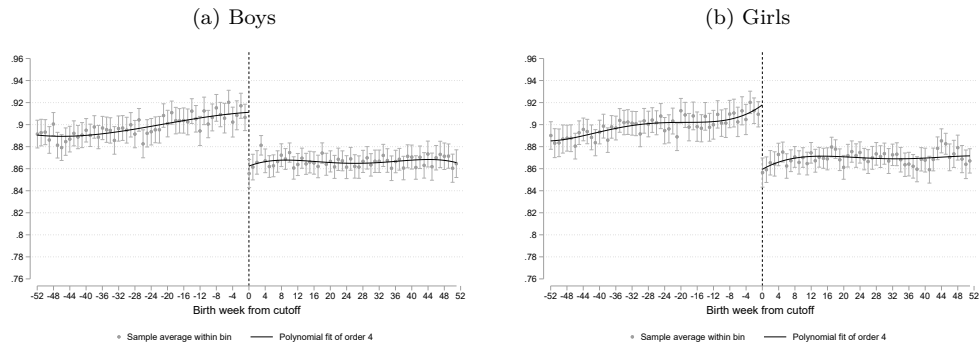 (a) Boys
(b) Girls
.96
.94
.92
.9
.88
.86
.84
.82
.8
.78
.76
-52 -48 -44 -40 -36 -32 -28 -24 -20 -16 -12 -8 -4 0 4 8 12 16 20 24 28 32 36 40 44 48 52
Birth week from cutoff
Sample average within bin Polynomial fit of order 4
.96
.94
.92
.9
.88
.86
.84
.82
.8
.78
.76
-52 -48 -44 -40 -36 -32 -28 -24 -20 -16 -12 -8 -4 0 4 8 12 16 20 24 28 32 36 40 44 48 52
Birth week from cutoff
Sample average within bin Polynomial fit of order 4